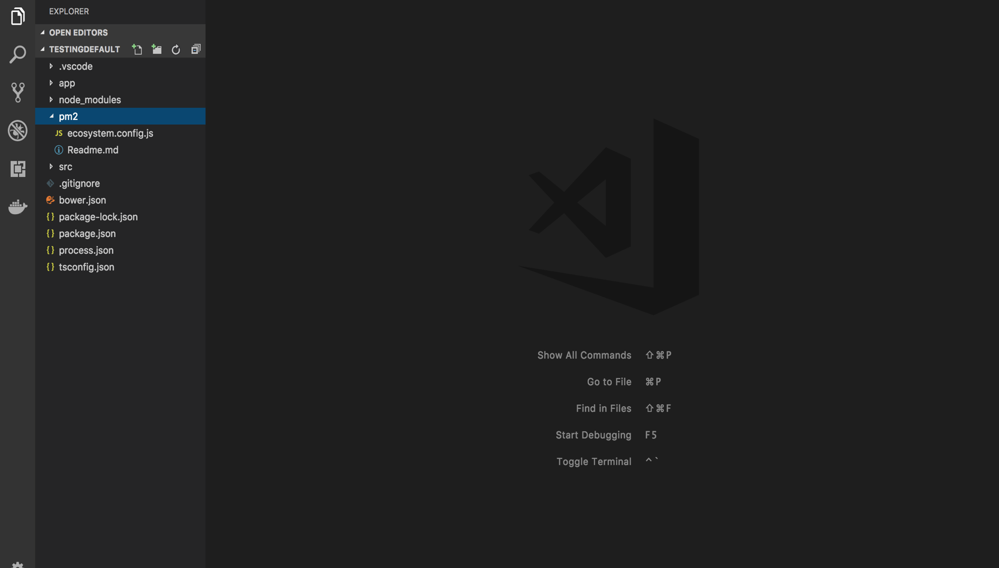 EXPLORER
OPEN EDITORS
TESTINGDEFAULT
.vscode
app
node_modules
pm2
JS ecosystem.config.js
Readme.md
src
.gitignore
bower.json
{} package-lock.json
{} package.json
{} process.json
{} tsconfig.json
Show All Commands ⇧⌘P
Go to File ⌘P
Find in Files ⇧⌘F
Start Debugging F5
Toggle Terminal ^`